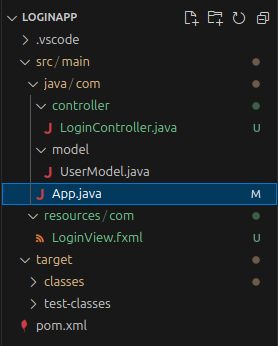 LOGINAPP
.vscode
src / main
java / com
controller
LoginController.java U
model
UserModel.java
App.java M
resources / com
LoginView.fxml U
target
classes
test-classes
pom.xml